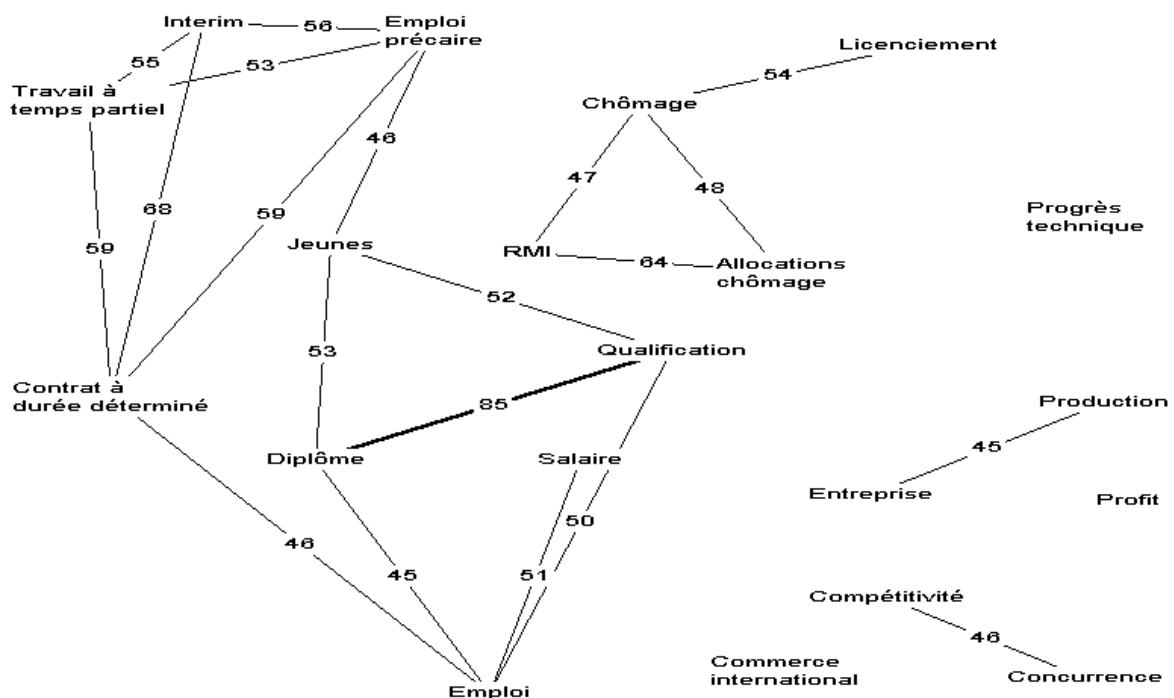 Interim
56
Emploi
précaire
Licenciement
55
53
54
Travail à
temps partiel
Chômage
46
47
48
68
59
Progrès
technique
59
Jeunes
RMI
64
Allocations
chômage
52
53
Qualification
Contrat à
durée déterminé
85
Production
45
Diplôme
Salaire
Entreprise
Profit
50
46
45
51
Compétitivité
46
Commerce
international
Concurrence
Emploi